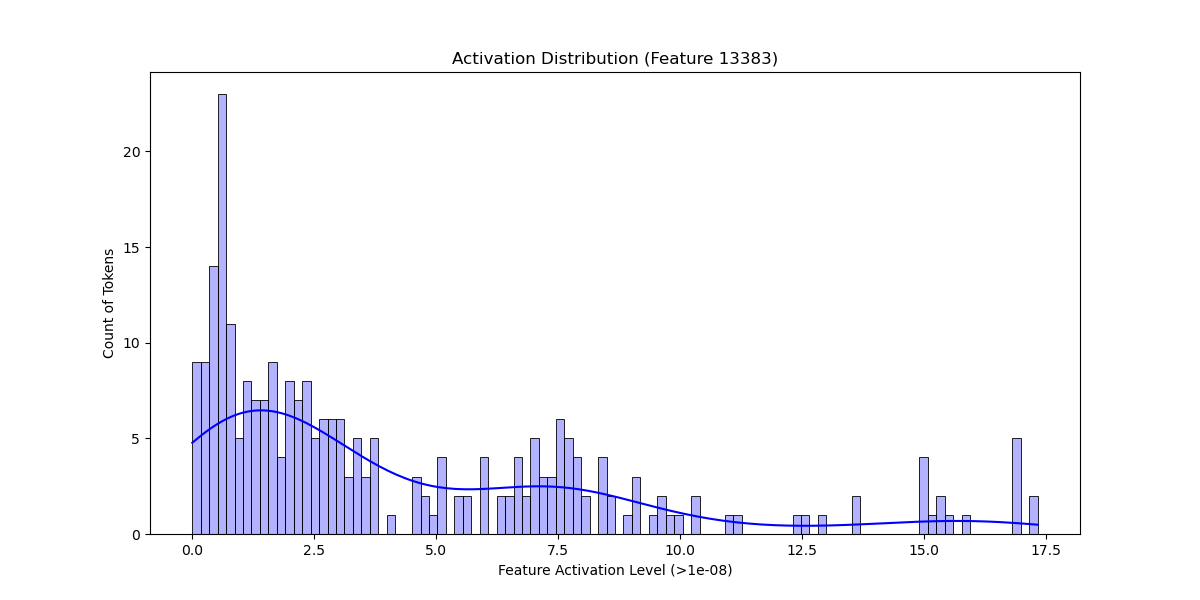 Activation Distribution (Feature 13383)
Count of Tokens
20
15
10
5
0
0.0 2.5 5.0 7.5 10.0 12.5 15.0 17.5
Feature Activation Level (>1e-08)